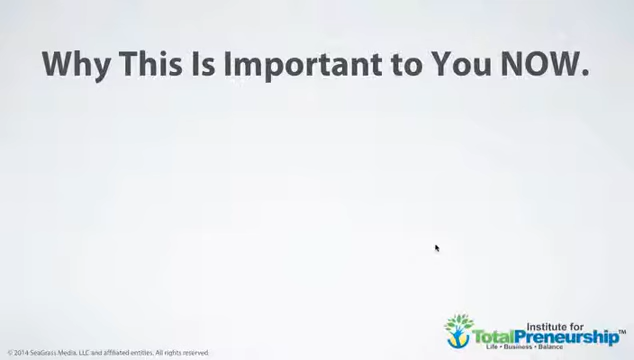 Why This Is Important to You NOW.
Institute for
TotalPreneurship™
Life • Business • Balance
© 2014 SeaGrass Media, LLC and affiliated entities. All rights reserved.